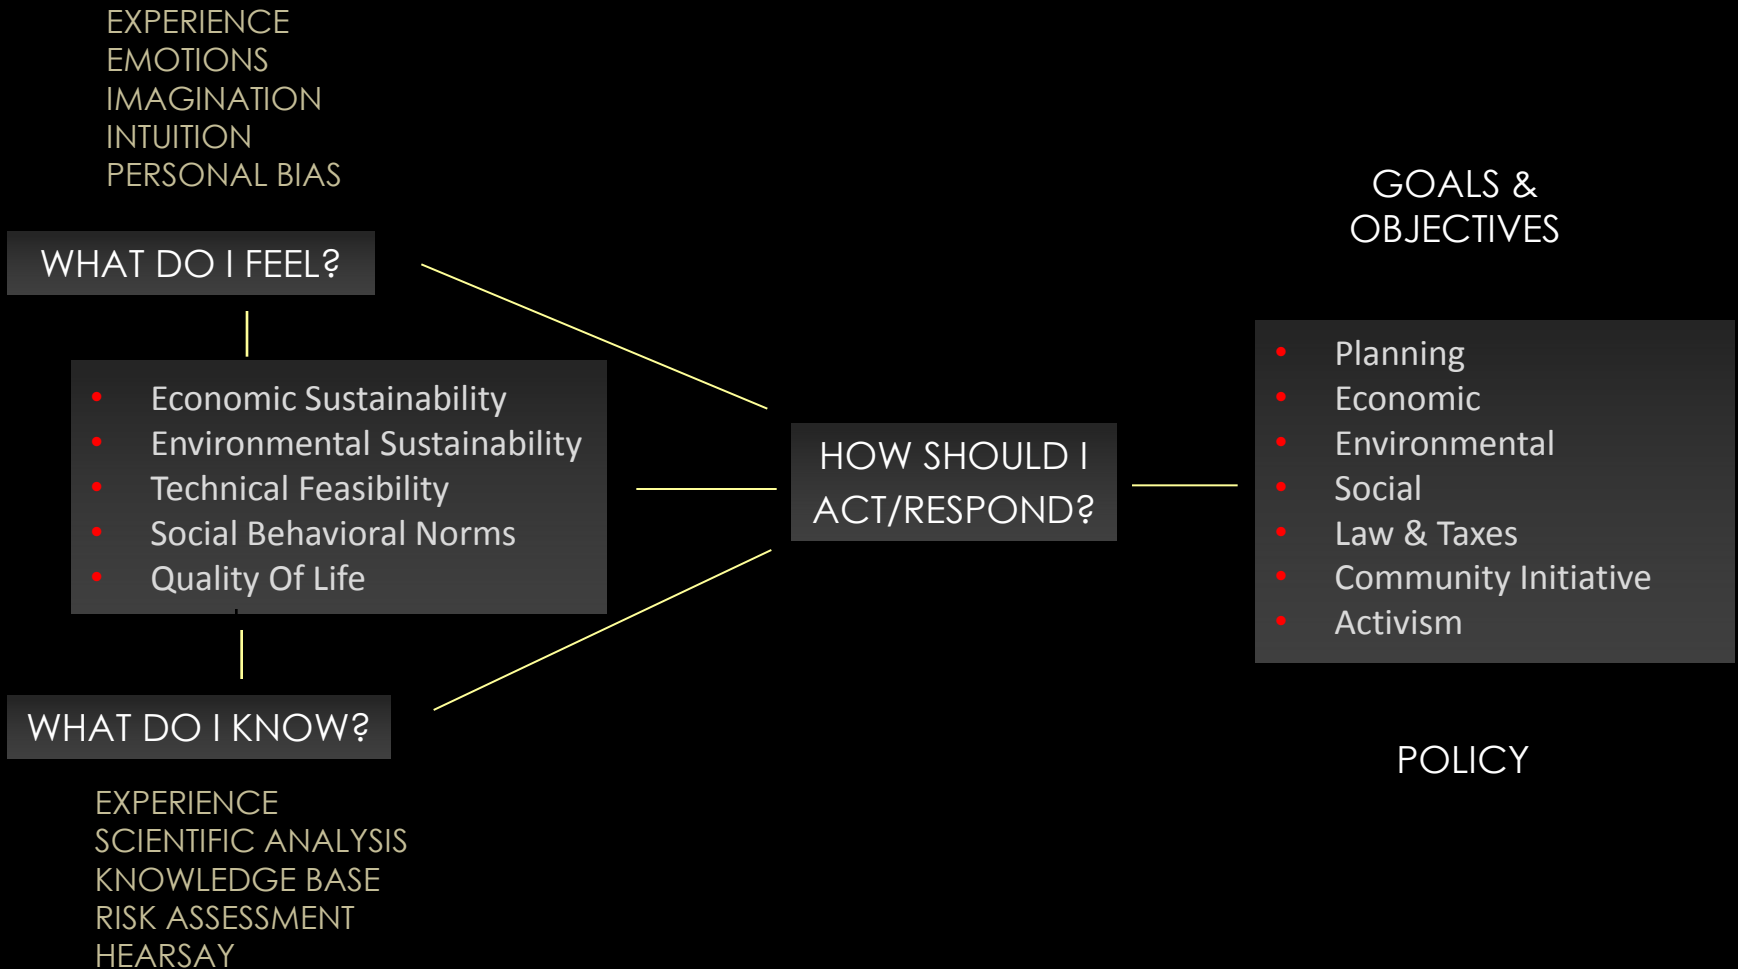 EXPERIENCE
EMOTIONS
IMAGINATION
INTUITION
PERSONAL BIAS
WHAT DO I FEEL?
• Economic Sustainability
• Environmental Sustainability
• Technical Feasibility
• Social Behavioral Norms
• Quality Of Life
WHAT DO I KNOW?
EXPERIENCE
SCIENTIFIC ANALYSIS
KNOWLEDGE BASE
RISK ASSESSMENT
HEARSAY
HOW SHOULD I
ACT/RESPOND?
GOALS &
OBJECTIVES
• Planning
• Economic
• Environmental
• Social
• Law & Taxes
• Community Initiative
• Activism
POLICY